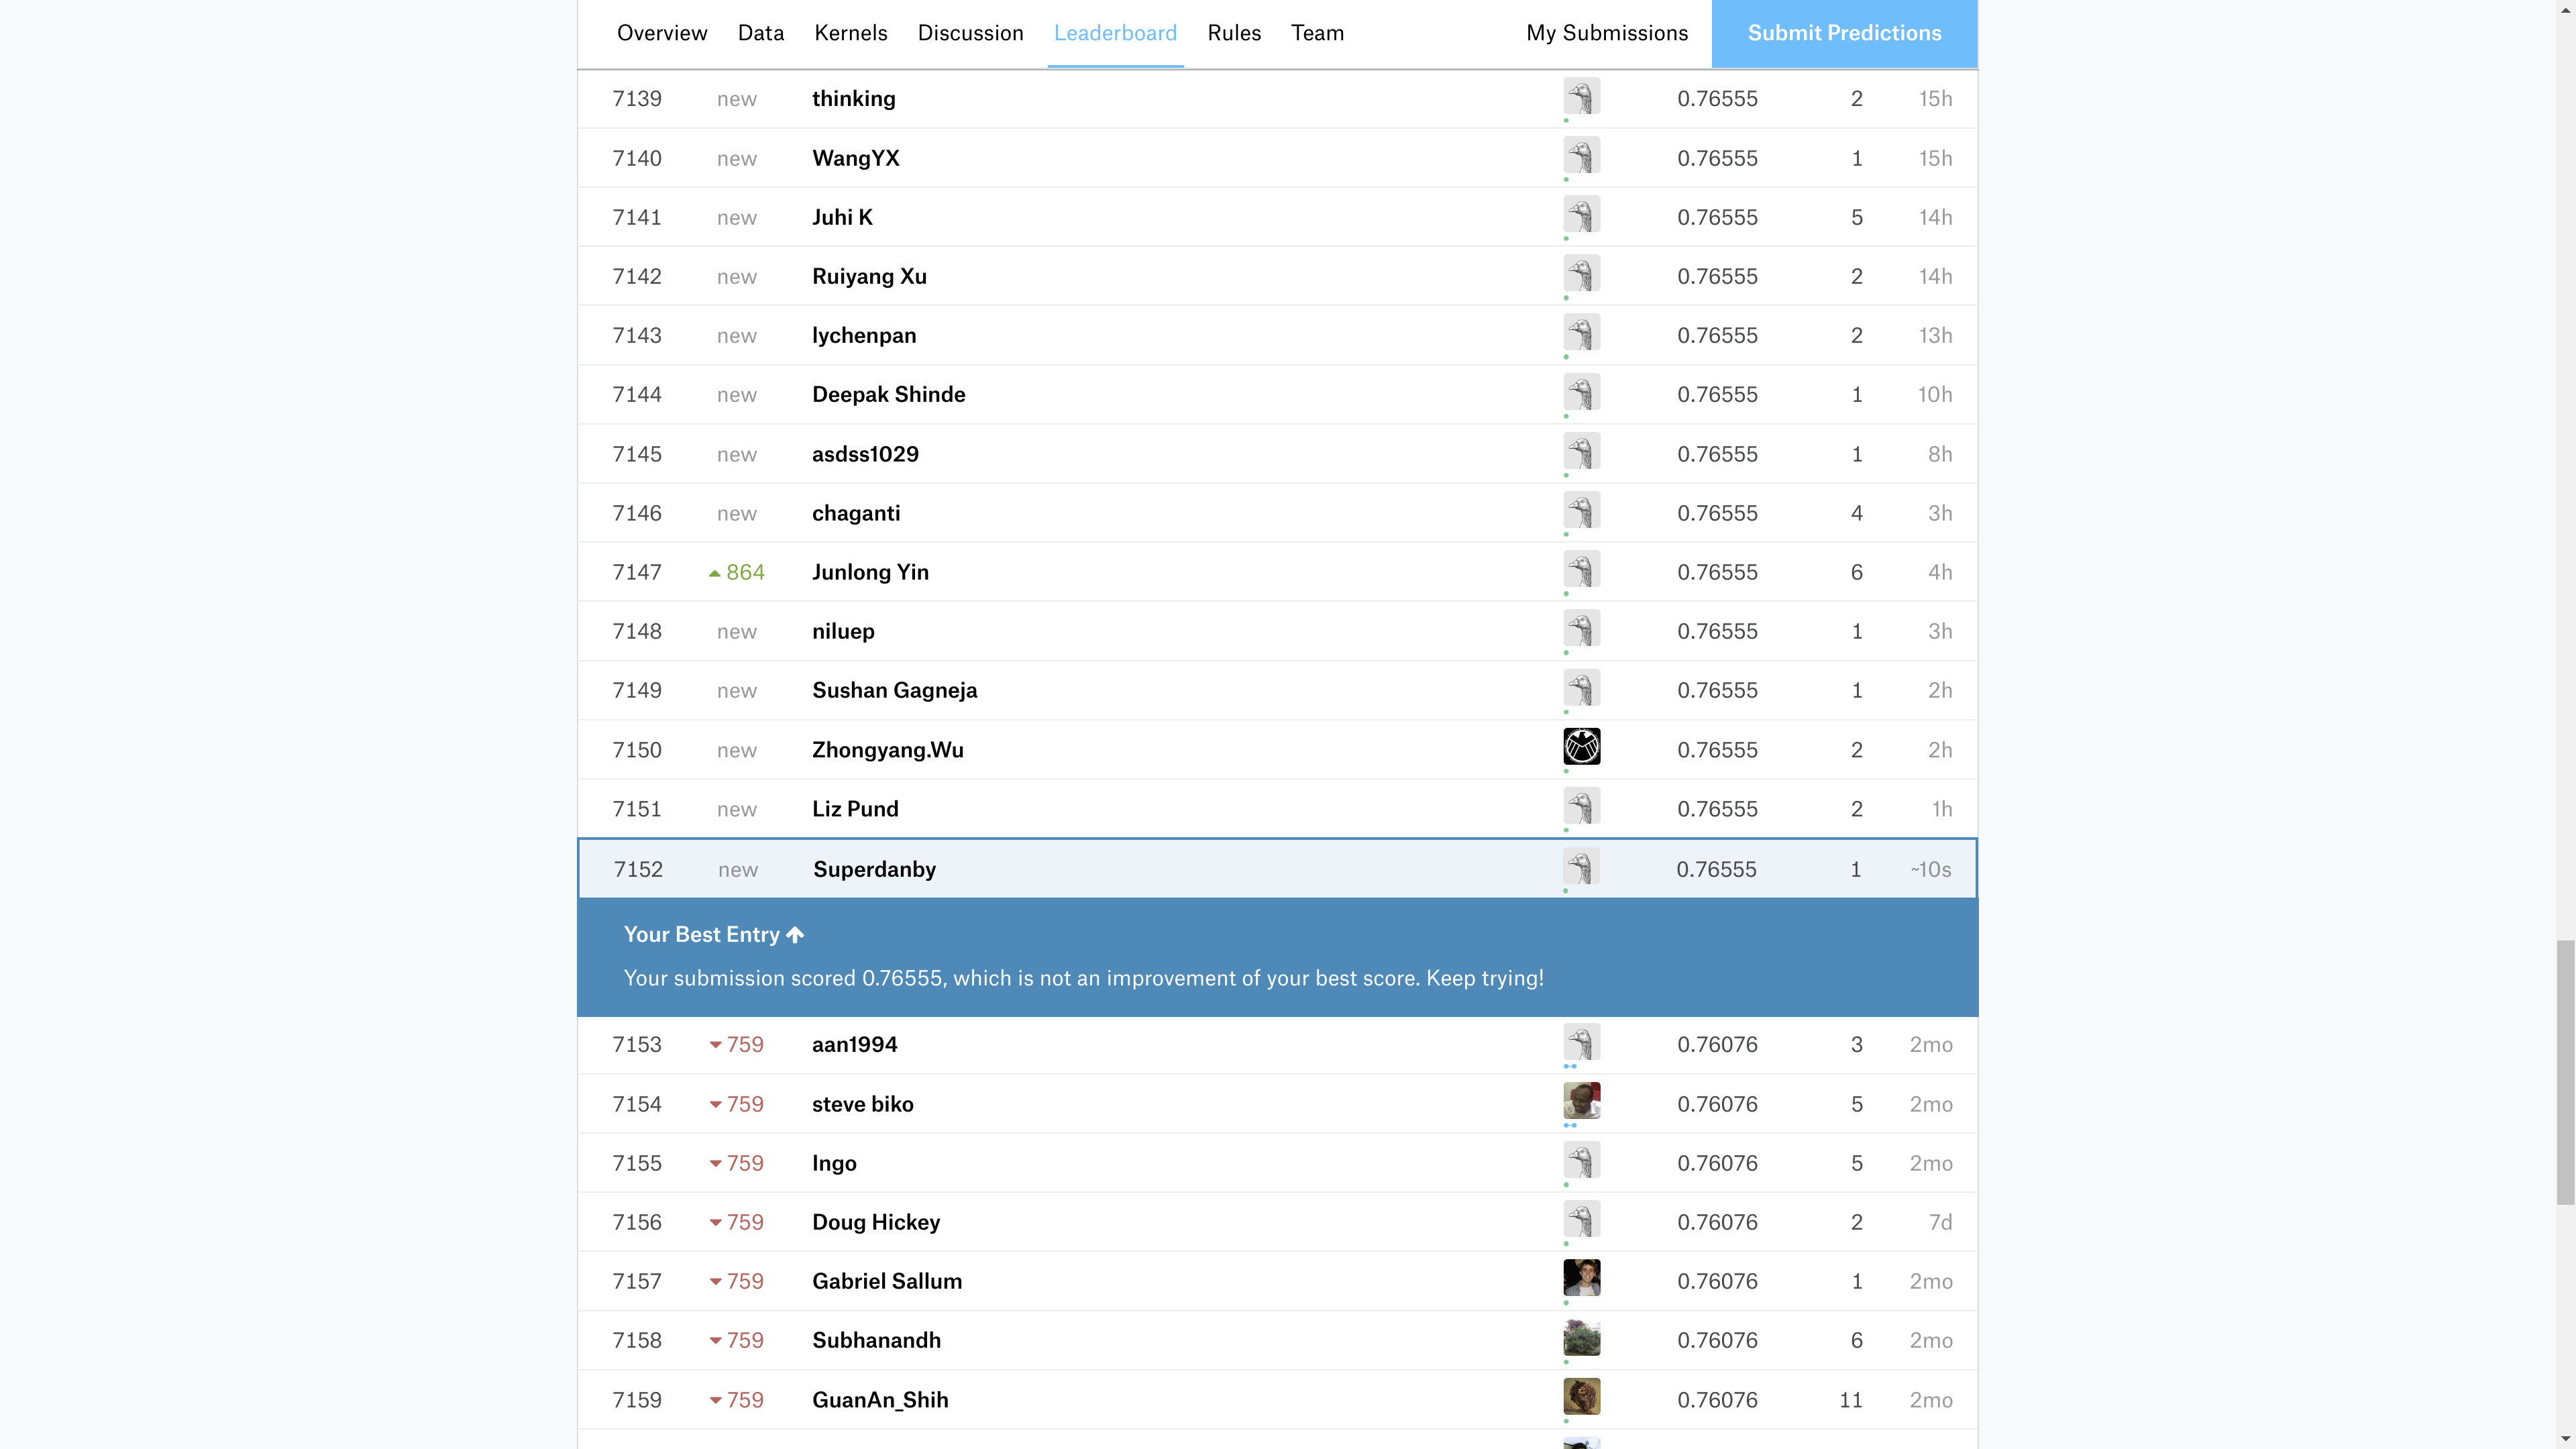 Overview Data Kernels Discussion Leaderboard Rules Team My Submissions Submit Predictions
7139 new thinking 0.76555 2 15h
7140 new WangYX 0.76555 1 15h
7141 new Juhi K 0.76555 5 14h
7142 new Ruiyang Xu 0.76555 2 14h
7143 new lychenpan 0.76555 2 13h
7144 new Deepak Shinde 0.76555 1 10h
7145 new asdss1029 0.76555 1 8h
7146 new chaganti 0.76555 4 3h
7147 864 Junlong Yin 0.76555 6 4h
7148 new niluep 0.76555 1 3h
7149 new Sushan Gagneja 0.76555 1 2h
7150 new Zhongyang.Wu 0.76555 2 2h
7151 new Liz Pund 0.76555 2 1h
7152 new Superdanby 0.76555 1 ~10s
Your Best Entry
Your submission scored 0.76555, which is not an improvement of your best score. Keep trying!
7153 759 aan1994 0.76076 3 2mo
7154 759 steve biko 0.76076 5 2mo
7155 759 Ingo 0.76076 5 2mo
7156 759 Doug Hickey 0.76076 2 7d
7157 759 Gabriel Sallum 0.76076 1 2mo
7158 759 Subhanandh 0.76076 6 2mo
7159 759 GuanAn_Shih 0.76076 11 2mo